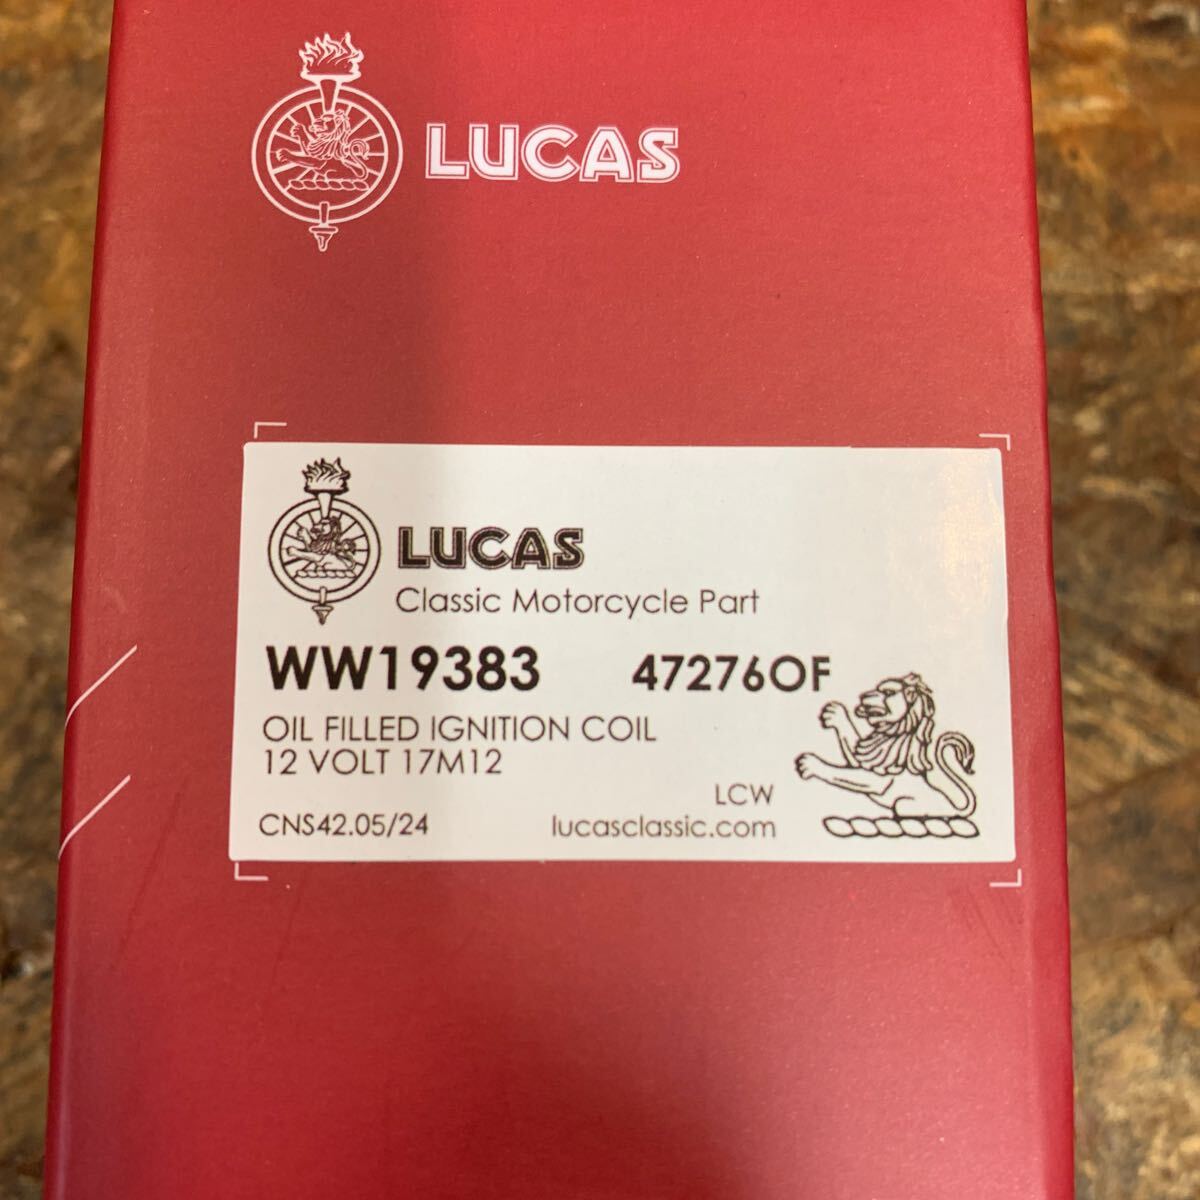 LUCAS
LUCAS
Classic Motorcycle Part
WW19383 47276OF
OIL FILLED IGNITION COIL
12 VOLT 17M12
LCW
CNS42.05/24 lucasclassic.com